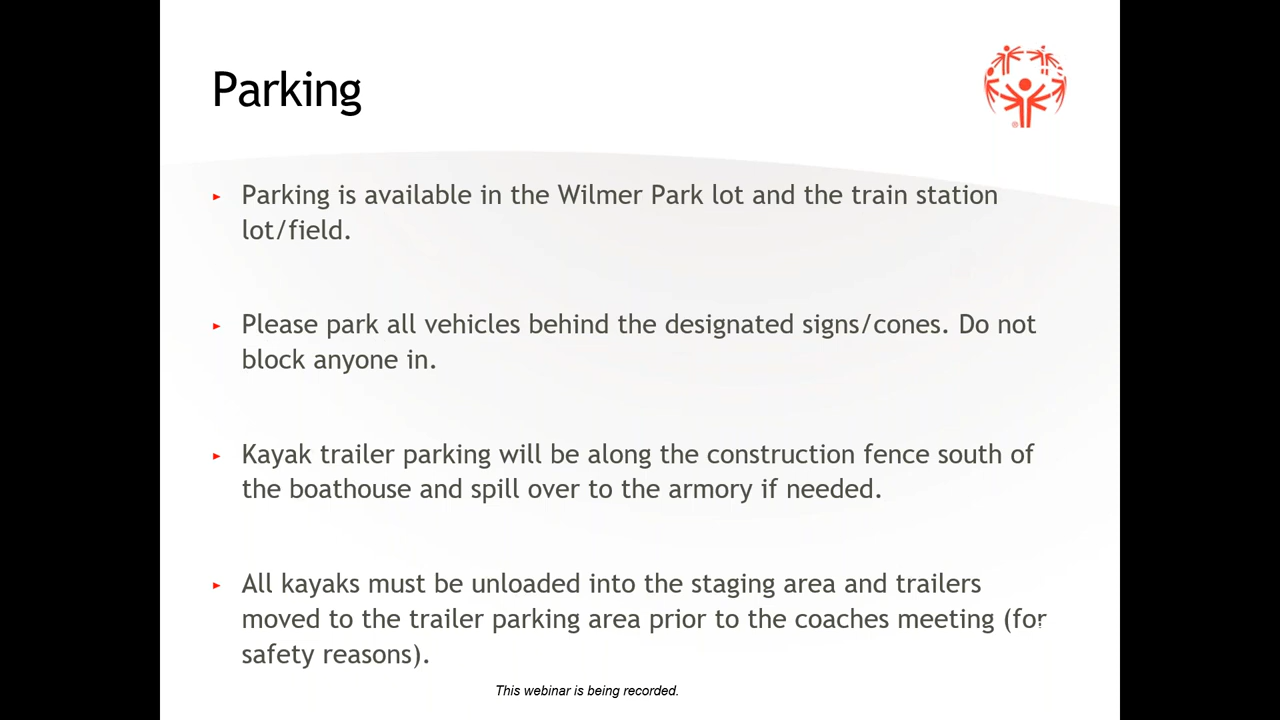 Parking
Parking is available in the Wilmer Park lot and the train station
lot/field.
Please park all vehicles behind the designated signs/cones. Do not
block anyone in.
Kayak trailer parking will be along the construction fence south of
the boathouse and spill over to the armory if needed.
All kayaks must be unloaded into the staging area and trailers
moved to the trailer parking area prior to the coaches meeting (for
safety reasons).
This webinar is being recorded.